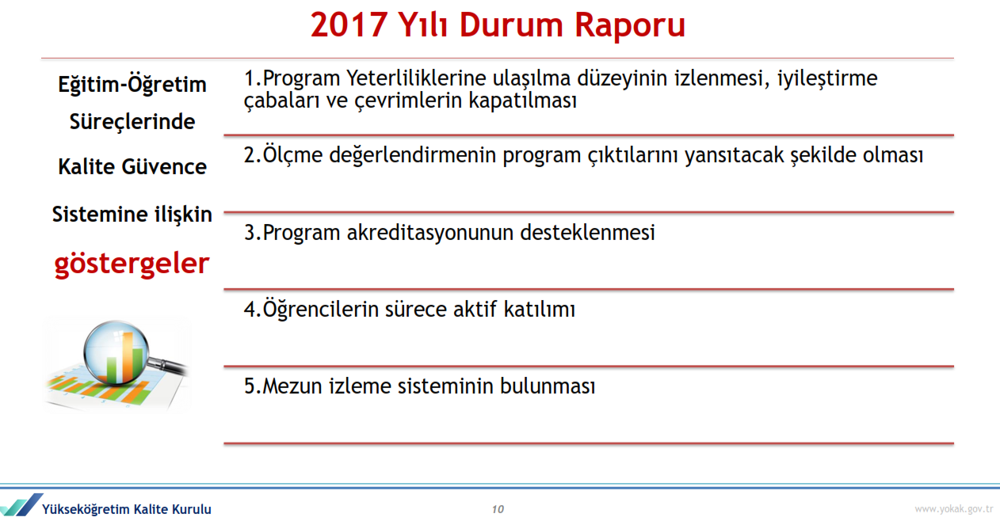 2017 Yılı Durum Raporu
Eğitim-Öğretim
Süreçlerinde
Kalite Güvence
Sistemine ilişkin
göstergeler
1.Program Yeterliliklerine ulaşılma düzeyinin izlenmesi, iyileştirme
çabaları ve çevrimlerin kapatılması
2.Ölçme değerlendirmenin program çıktılarını yansıtacak şekilde olması
3.Program akreditasyonunun desteklenmesi
4.Öğrencilerin sürece aktif katılımı
5.Mezun izleme sisteminin bulunması
Yükseköğretim Kalite Kurulu
10
www.yokak.gov.tr